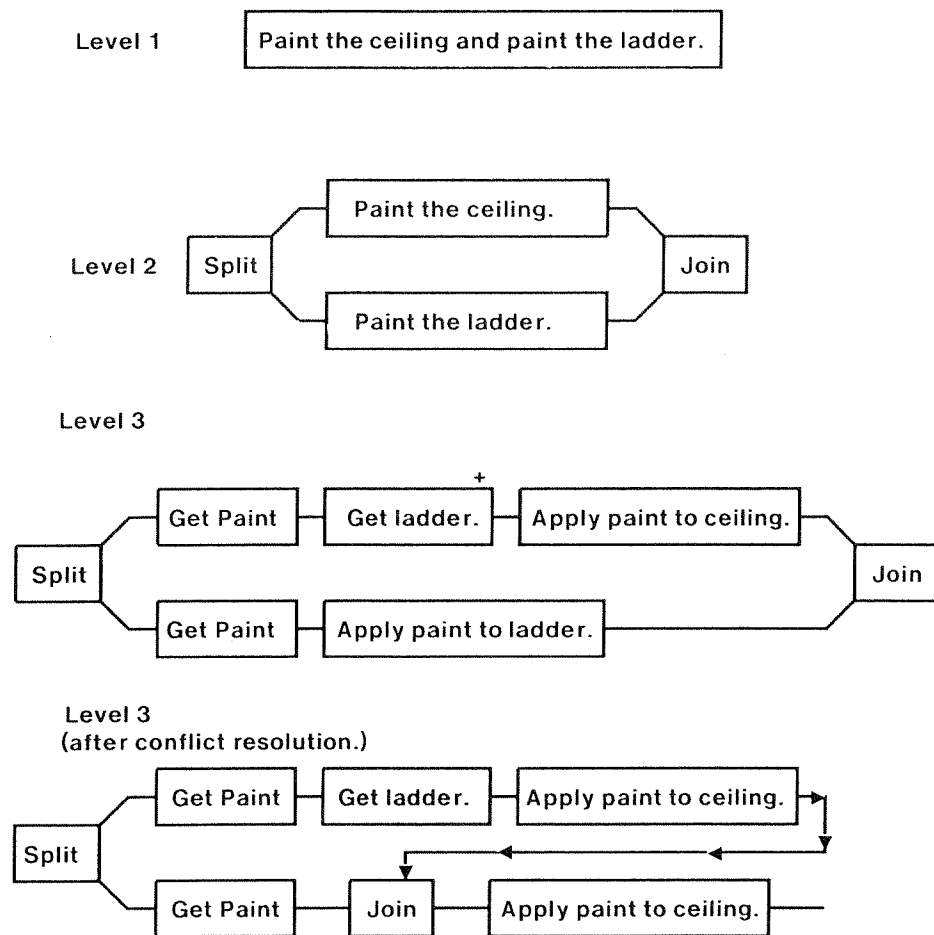 Level 1
Paint the ceiling and paint the ladder.
Paint the ceiling.
Level 2
Split
Join
Paint the ladder.
Level 3
+
Get Paint
Get ladder.
Apply paint to ceiling.
Split
Join
Get Paint
Apply paint to ladder.
Level 3
(after conflict resolution.)
Get Paint
Get ladder.
Apply paint to ceiling.
Split
Get Paint
Join
Apply paint to ceiling.